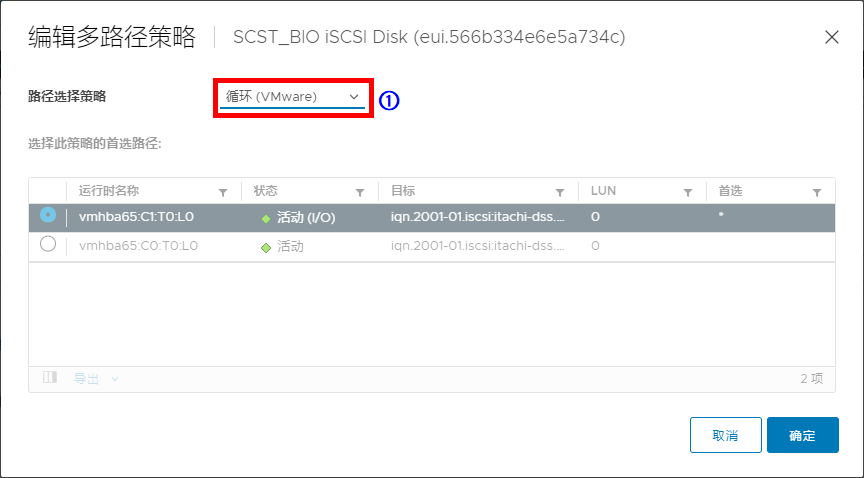 编辑多路径策略 SCST_BIO iSCSI Disk (eui.566b334e6e5a734c)
路径选择策略 循环 (VMware) ①
选择此策略的首选路径:
运行时名称 状态 目标 LUN 首选
vmhba65:C1:T0:L0 活动 (I/O) iqn.2001-01.iscsi:itachi-dss.... 0 *
vmhba65:C0:T0:L0 活动 iqn.2001-01.iscsi:itachi-dss.... 0
导出 2 项
取消 确定